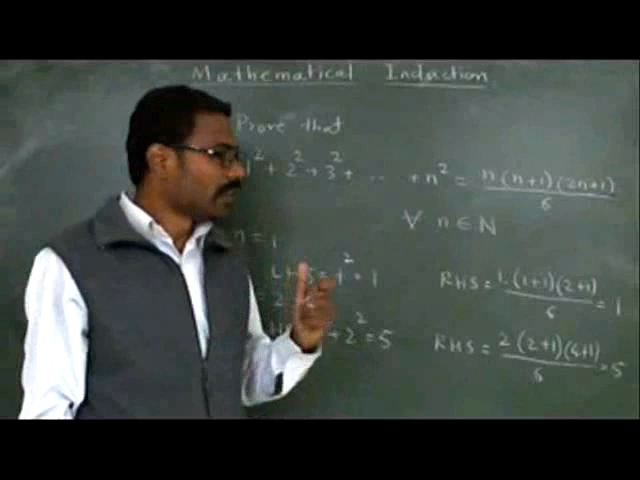 Mathematical Induction
Prove that
1² + 2² + 3² + ... + n² = n.(n+1)(2n+1)/6
∀ n ∈ N
n = 1
LHS = 1² = 1 RHS = 1.(1+1)(2+1)/6 = 1
2
+ 2² = 5 RHS = 2(2+1)(4+1)/6 = 5